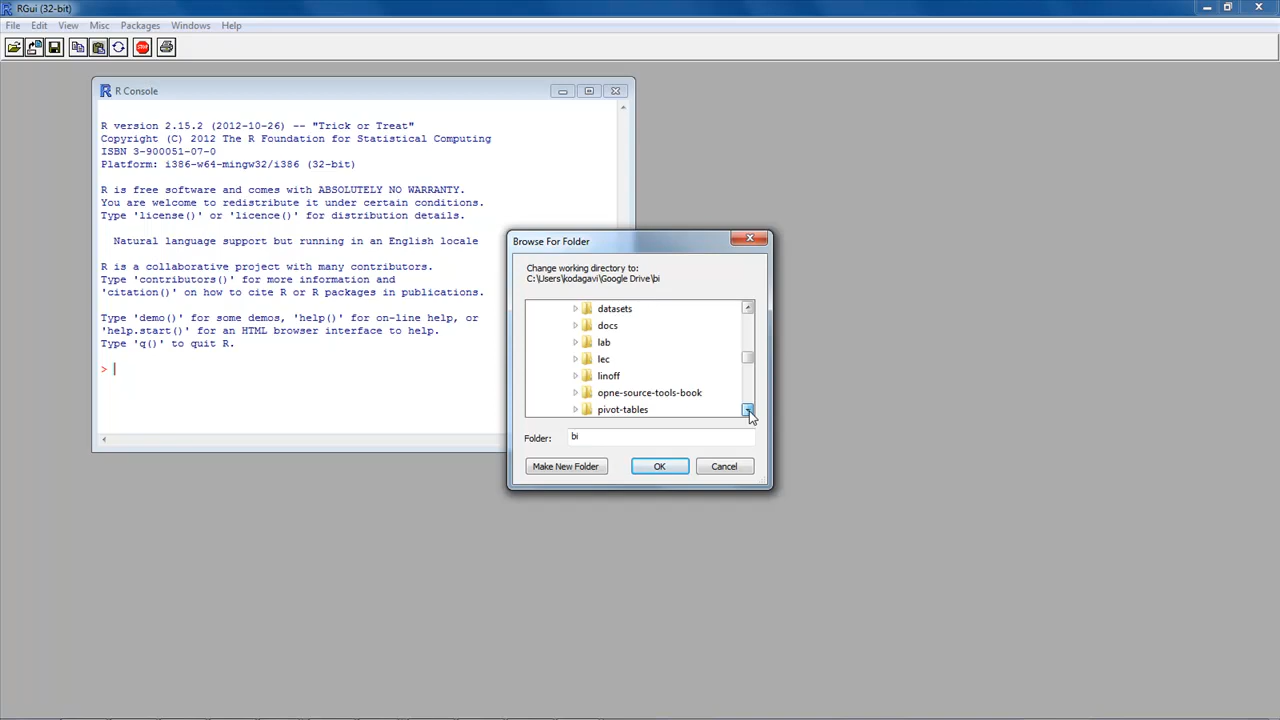 RGui (32-bit)
File Edit View Misc Packages Windows Help
STOP
R Console
R version 2.15.2 (2012-10-26) -- "Trick or Treat"
Copyright (C) 2012 The R Foundation for Statistical Computing
ISBN 3-900051-07-0
Platform: i386-w64-mingw32/i386 (32-bit)
R is free software and comes with ABSOLUTELY NO WARRANTY.
You are welcome to redistribute it under certain conditions.
Type 'license()' or 'licence()' for distribution details.
Natural language support but running in an English locale
R is a collaborative project with many contributors.
Type 'contributors()' for more information and
'citation()' on how to cite R or R packages in publications.
Type 'demo()' for some demos, 'help()' for on-line help, or
'help.start()' for an HTML browser interface to help.
Type 'q()' to quit R.
>
Browse For Folder
Change working directory to:
C:\Users\kodagavi\Google Drive\bi
datasets
docs
lab
lec
linoff
opne-source-tools-book
pivot-tables
Folder: bi
Make New Folder OK Cancel